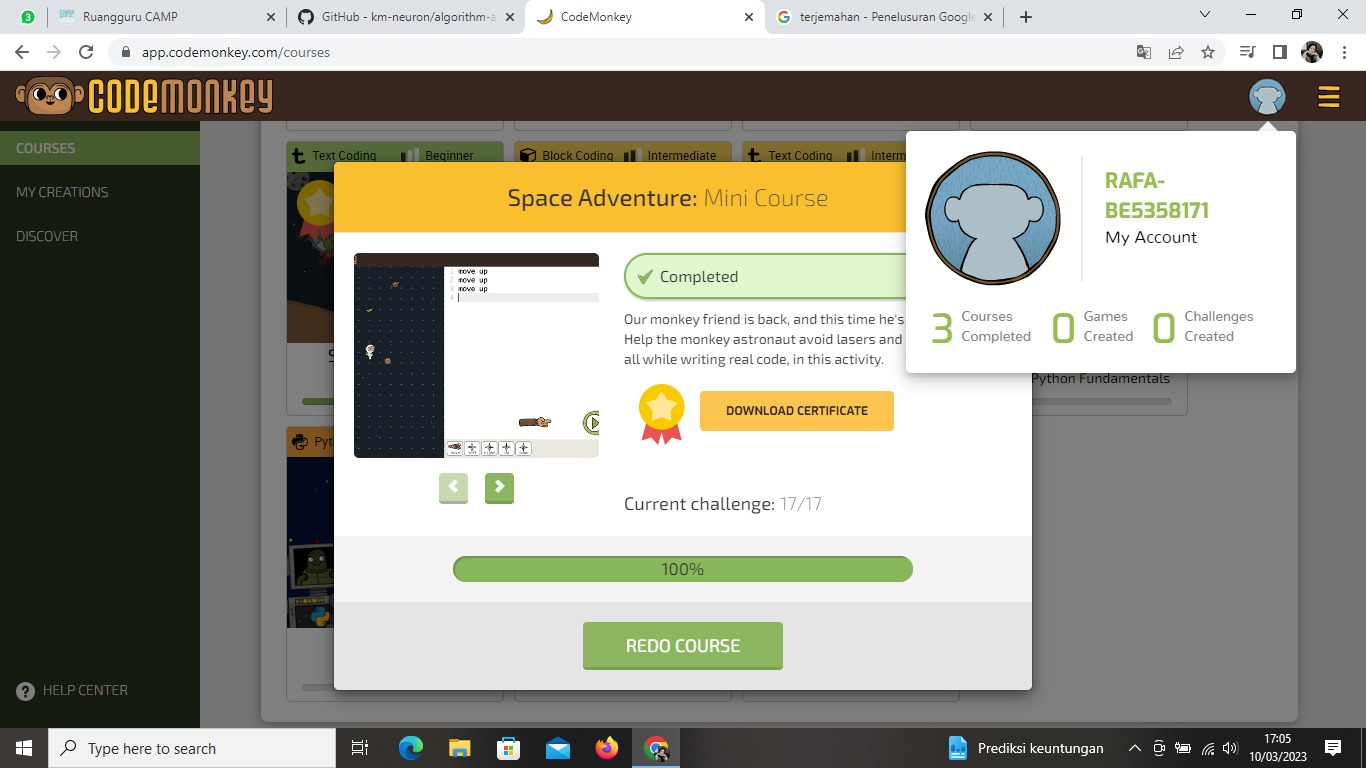 3
Ruangguru CAMP
GitHub - km-neuron/algorithm-a
CodeMonkey
terjemahan - Penelusuran Google
app.codemonkey.com/courses
CODEMONKEY
COURSES
MY CREATIONS
DISCOVER
HELP CENTER
Text Coding
Beginner
Block Coding
Intermediate
Text Coding
Interm
Space Adventure: Mini Course
1 move up
2 move up
3 move up
4
Completed
Our monkey friend is back, and this time he's
Help the monkey astronaut avoid lasers and
all while writing real code, in this activity.
DOWNLOAD CERTIFICATE
Current challenge: 17/17
100%
REDO COURSE
RAFA-
BE5358171
My Account
3 Courses Completed
0 Games Created
0 Challenges Created
Python Fundamentals
Pyth
Type here to search
Prediksi keuntungan
17:05
10/03/2023